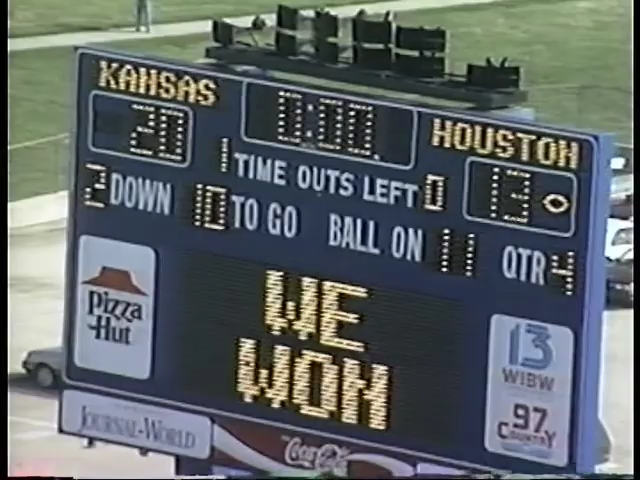 KANSAS
HOUSTON
20
0:00
13
1 TIME OUTS LEFT 0
2 DOWN 10 TO GO BALL ON 11 QTR 4
Pizza
Hut
WE
WON
13
WIBW
97
COUNTRY
JOURNAL-WORLD
Coca-Cola